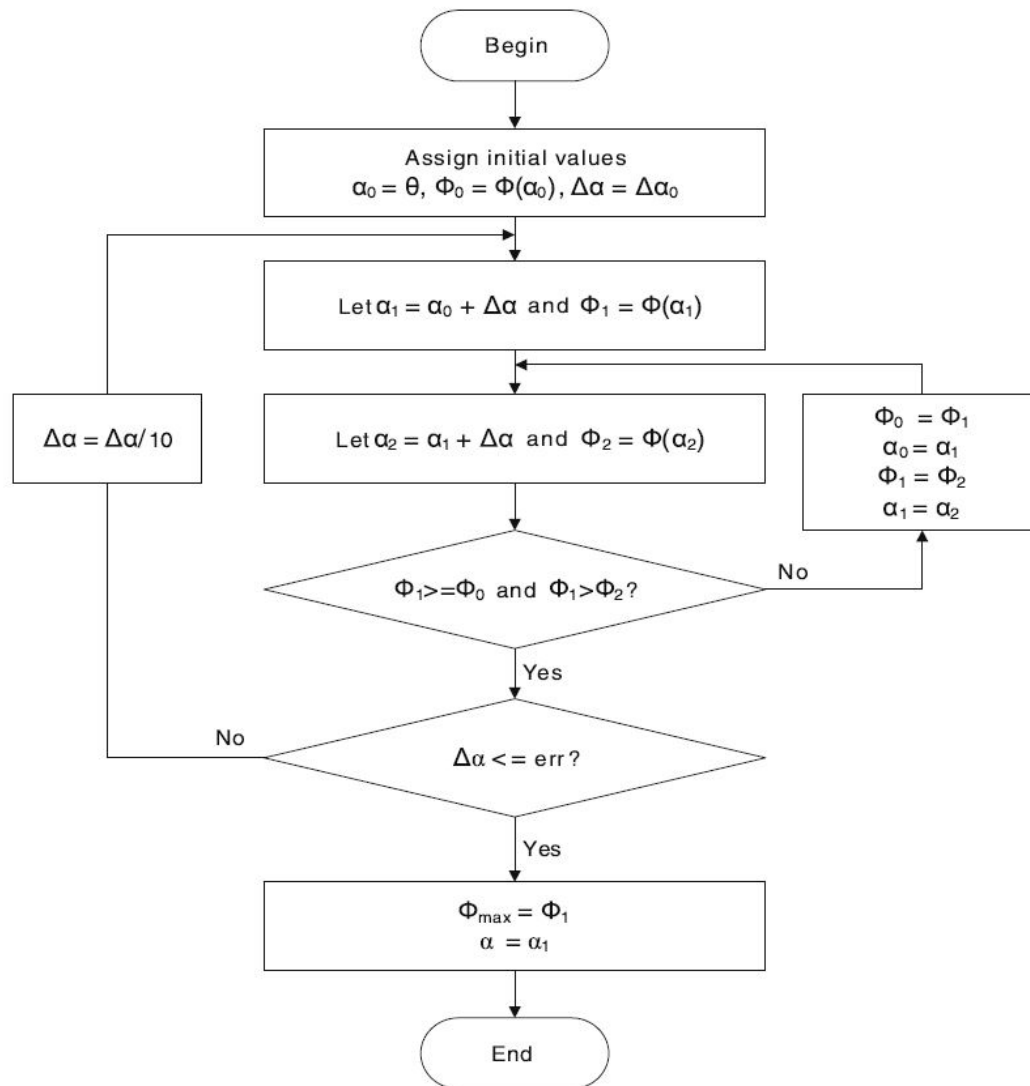 Begin
Assign initial values
α₀ = θ, Φ₀ = Φ(α₀), Δα = Δα₀
Let α₁ = α₀ + Δα and Φ₁ = Φ(α₁)
Δα = Δα/10
Let α₂ = α₁ + Δα and Φ₂ = Φ(α₂)
Φ₀ = Φ₁
α₀ = α₁
Φ₁ = Φ₂
α₁ = α₂
Φ₁>=Φ₀ and Φ₁>Φ₂?
No
Yes
No
Δα <= err?
Yes
Φmax = Φ₁
α = α₁
End